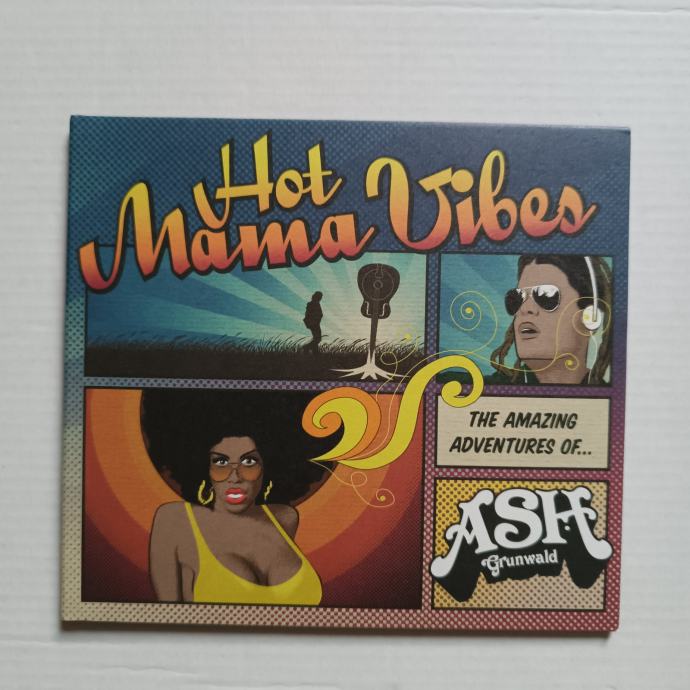 Hot
Mama Vibes
THE AMAZING
ADVENTURES OF...
ASH
Grunwald